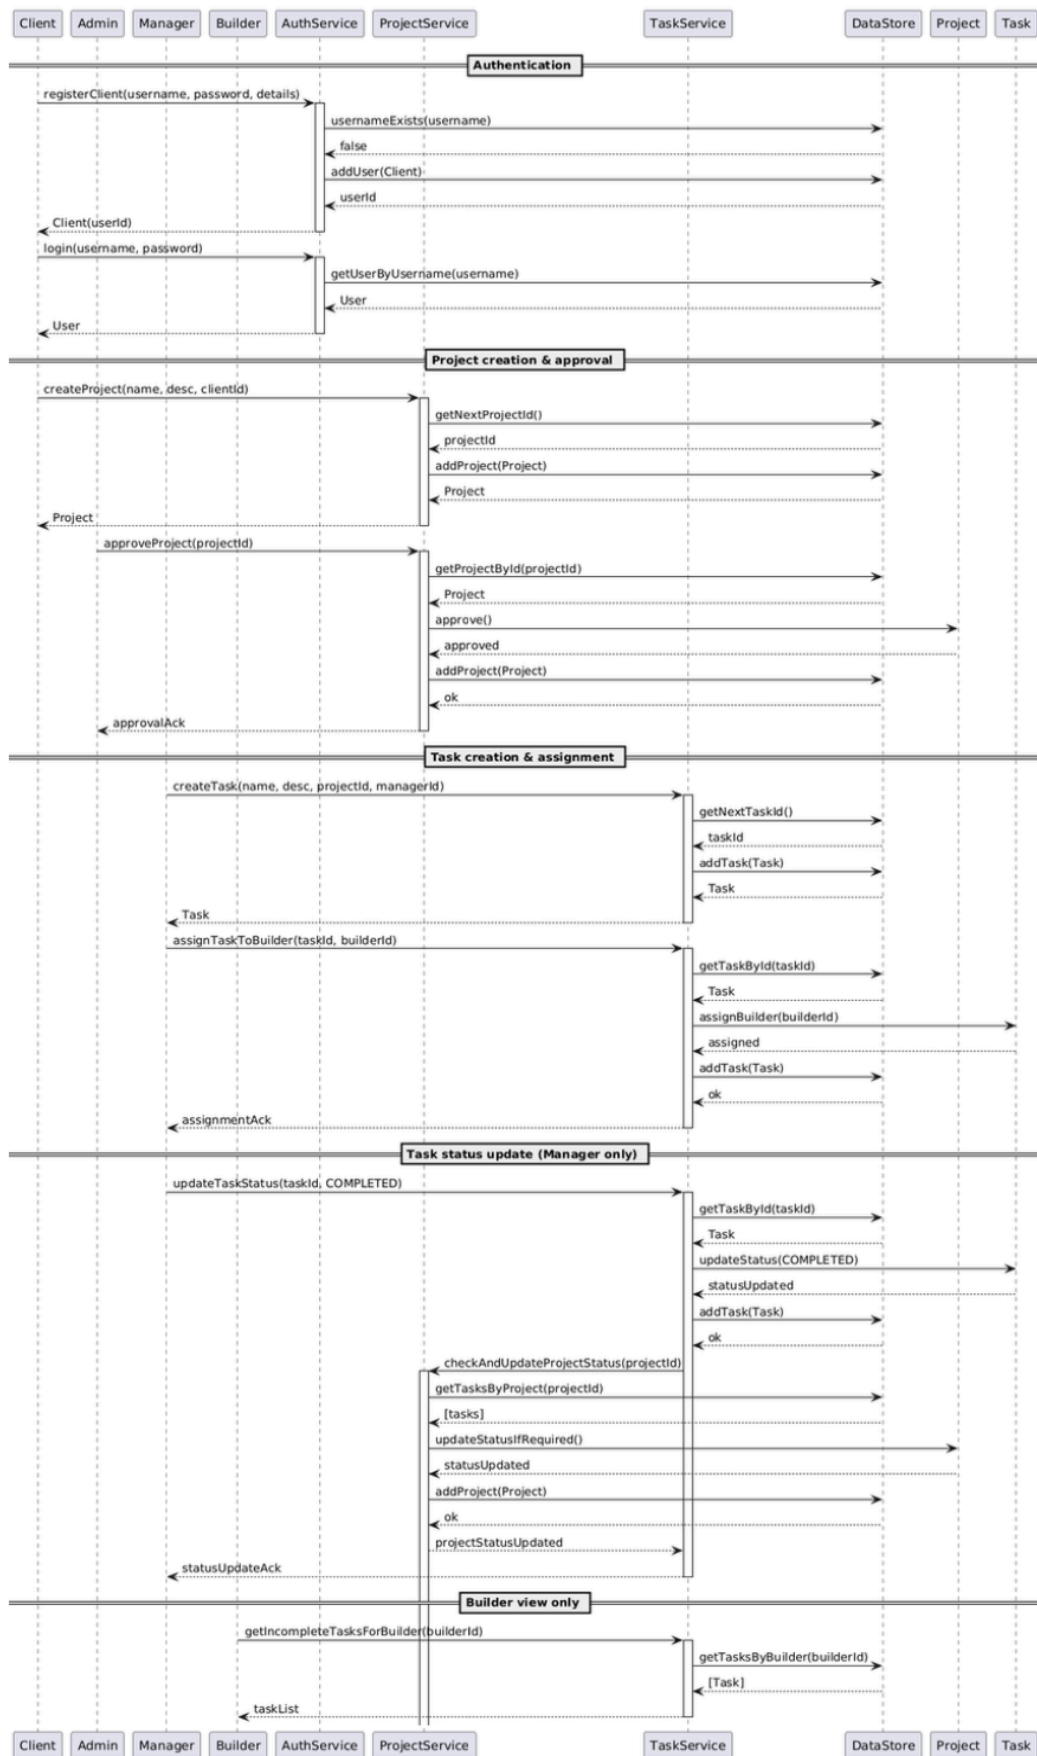 Client Admin Manager Builder AuthService ProjectService TaskService DataStore Project Task
Authentication
registerClient(username, password, details)
usernameExists(username)
false
addUser(Client)
userId
Client(userId)
login(username, password)
getUserByUsername(username)
User
User
Project creation & approval
createProject(name, desc, clientId)
getNextProjectId()
projectId
addProject(Project)
Project
Project
approveProject(projectId)
getProjectById(projectId)
Project
approve()
approved
addProject(Project)
ok
approvalAck
Task creation & assignment
createTask(name, desc, projectId, managerId)
getNextTaskId()
taskId
addTask(Task)
Task
Task
assignTaskToBuilder(taskId, builderId)
getTaskById(taskId)
Task
assignBuilder(builderId)
assigned
addTask(Task)
ok
assignmentAck
Task status update (Manager only)
updateTaskStatus(taskId, COMPLETED)
getTaskById(taskId)
Task
updateStatus(COMPLETED)
statusUpdated
addTask(Task)
ok
checkAndUpdateProjectStatus(projectId)
getTasksByProject(projectId)
[tasks]
updateStatusIfRequired()
statusUpdated
addProject(Project)
ok
projectStatusUpdated
statusUpdateAck
Builder view only
getIncompleteTasksForBuilder(builderId)
getTasksByBuilder(builderId)
[Task]
taskList
Client Admin Manager Builder AuthService ProjectService TaskService DataStore Project Task